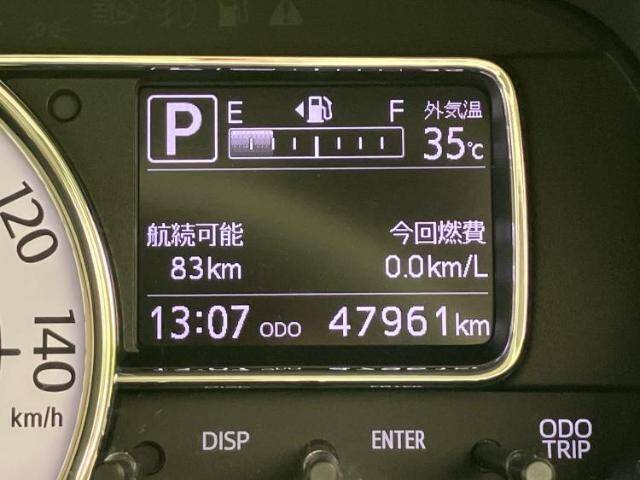 P
E F
外気温
35℃
航続可能
83km
今回燃費
0.0km/L
13:07 ODO 47961km
120
140
km/h
DISP
ENTER
ODO
TRIP